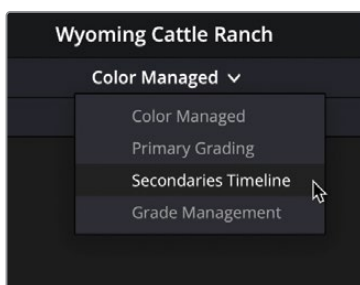 Wyoming Cattle Ranch
Color Managed
Color Managed
Primary Grading
Secondaries Timeline
Grade Management